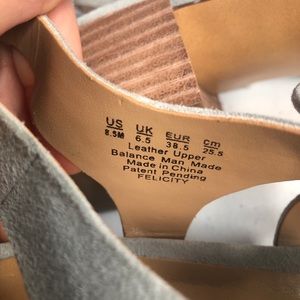 US UK EUR cm
8.5M 6.5 38.5 25.5
Leather Upper
Balance Man Made
Made in China
Patent Pending
FELICITY